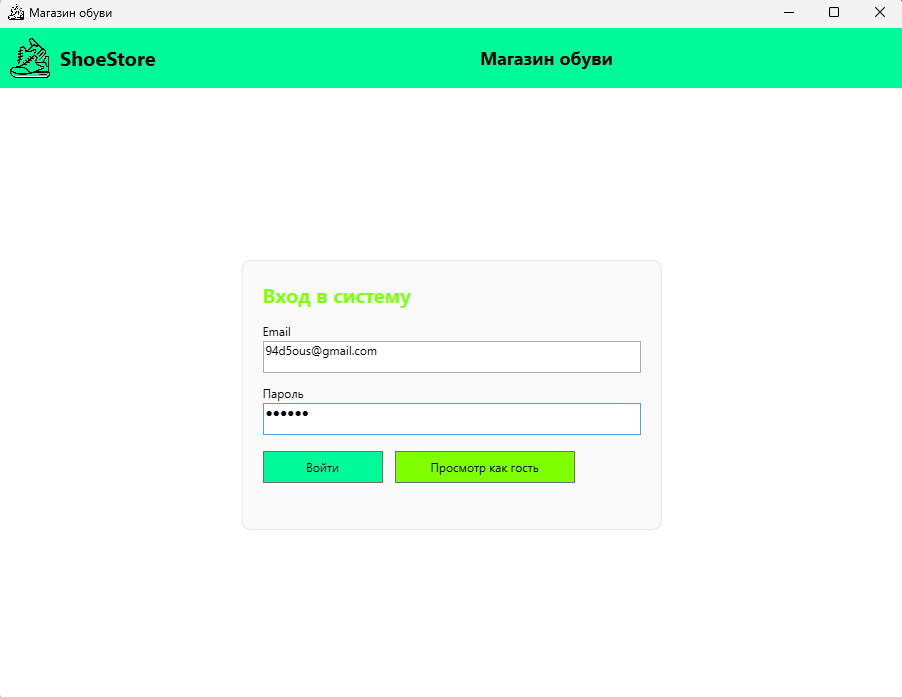 Магазин обуви
ShoeStore
Магазин обуви
Вход в систему
Email
94d5ous@gmail.com
Пароль
••••••
Войти
Просмотр как гость